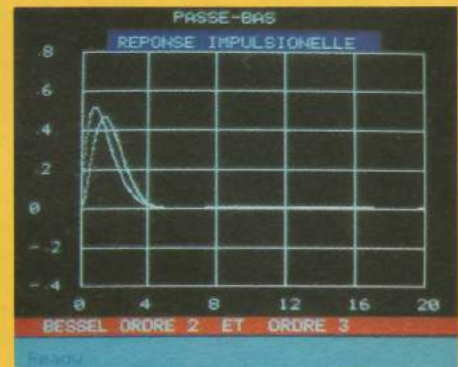 PASSE-BAS
REPONSE IMPULSIONELLE
.8
.6
.4
.2
0
-.2
-.4
0 4 8 12 16 20
BESSEL ORDRE 2 ET ORDRE 3
Ready